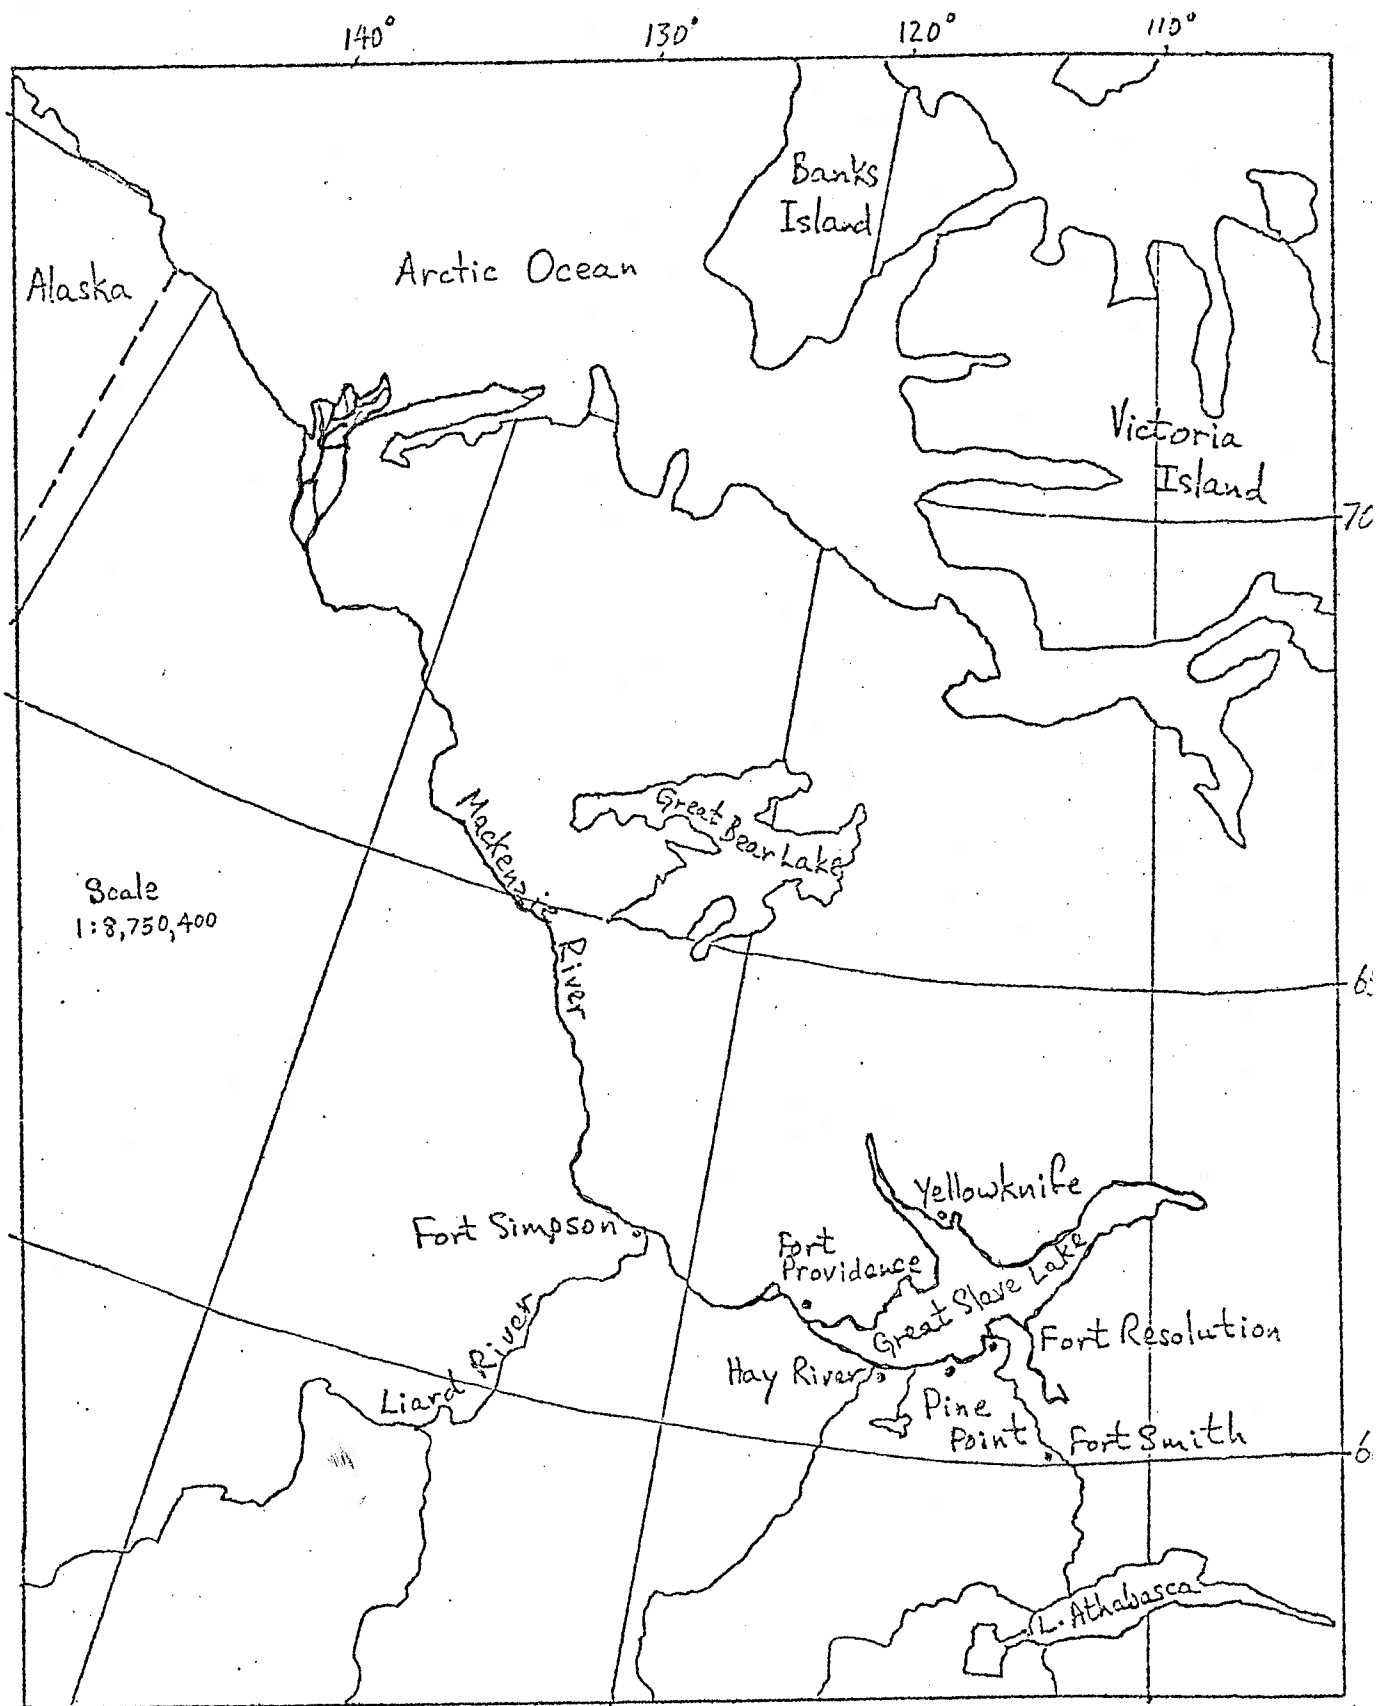 140° 130° 120° 110°
Banks
Island
Alaska
Arctic Ocean
Victoria
Island
70
Great Bear Lake
Mackenzie
River
Scale
1:8,750,400
6
Yellowknife
Fort Simpson
Fort
Providence
Great Slave Lake
Fort Resolution
Hay River
Liard River
Pine
Point
Fort Smith
6
L. Athabasca